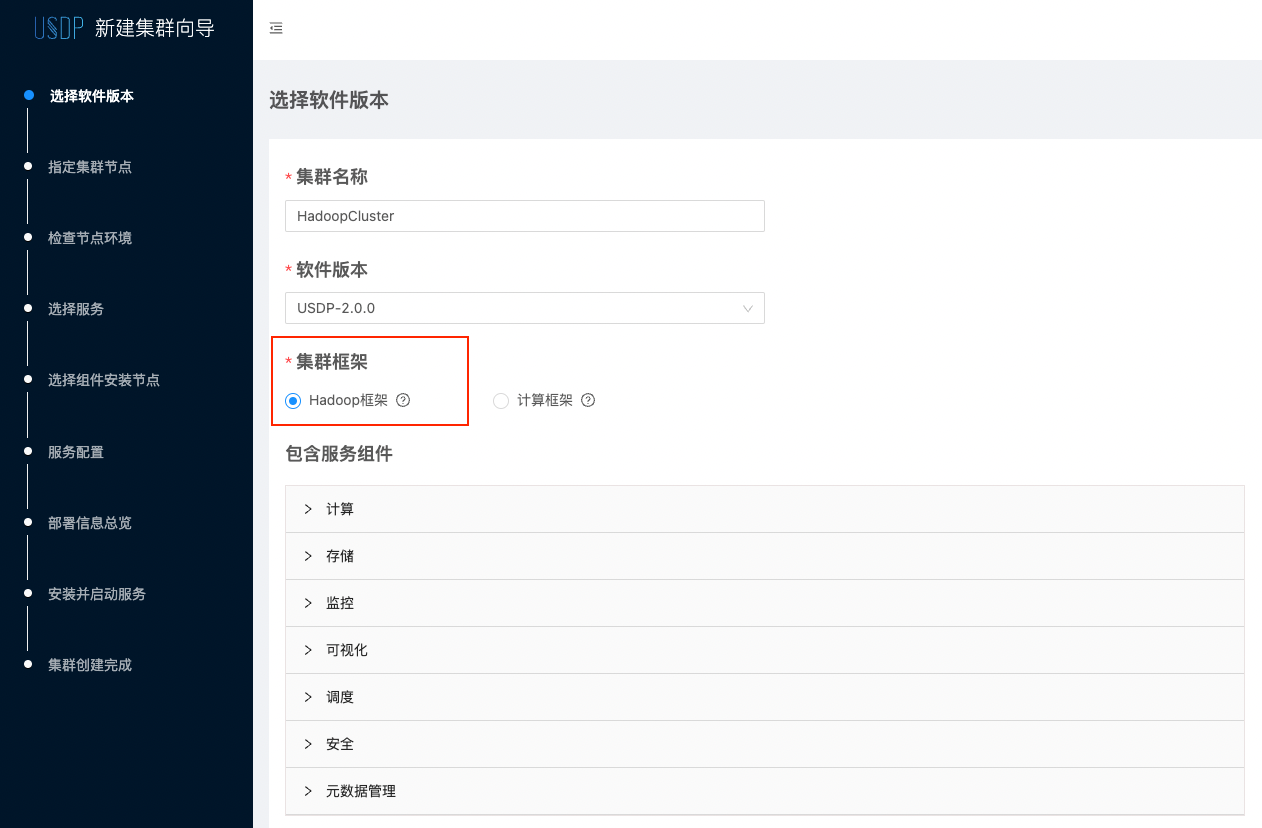 USDP 新建集群向导
选择软件版本
指定集群节点
检查节点环境
选择服务
选择组件安装节点
服务配置
部署信息总览
安装并启动服务
集群创建完成
选择软件版本
* 集群名称
HadoopCluster
* 软件版本
USDP-2.0.0
* 集群框架
Hadoop框架 计算框架
包含服务组件
计算
存储
监控
可视化
调度
安全
元数据管理